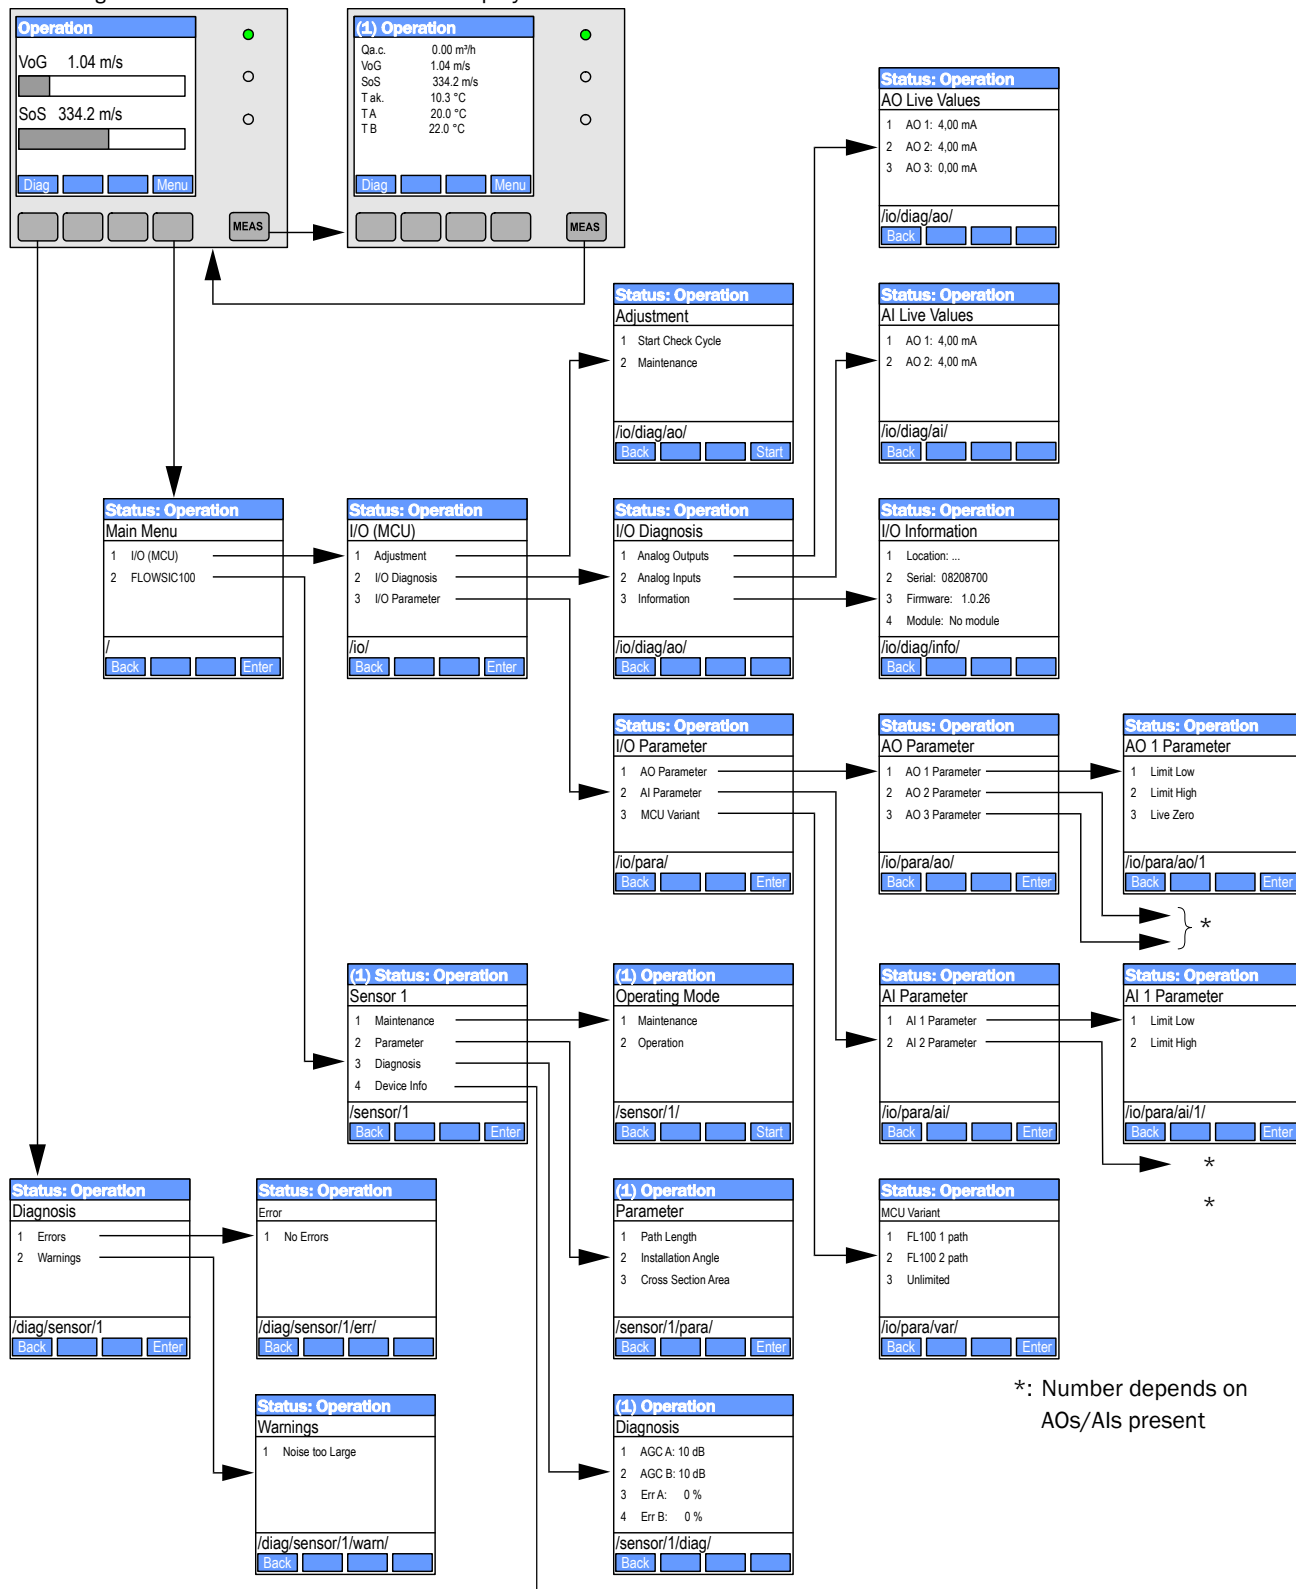 Operation
VoG 1.04 m/s
SoS 334.2 m/s
Diag Menu
MEAS
(1) Operation
Qa.c. 0.00 m³/h
VoG 1.04 m/s
SoS 334.2 m/s
T ak. 10.3 °C
T A 20.0 °C
T B 22.0 °C
Diag Menu
MEAS
Status: Operation
AO Live Values
1 AO 1: 4,00 mA
2 AO 2: 4,00 mA
3 AO 3: 0,00 mA
/io/diag/ao/
Back
Status: Operation
Adjustment
1 Start Check Cycle
2 Maintenance
/io/diag/ao/
Back Start
Status: Operation
AI Live Values
1 AO 1: 4,00 mA
2 AO 2: 4,00 mA
/io/diag/ai/
Back
Status: Operation
Main Menu
1 I/O (MCU)
2 FLOWSIC100
/
Back Enter
Status: Operation
I/O (MCU)
1 Adjustment
2 I/O Diagnosis
3 I/O Parameter
/io/
Back Enter
Status: Operation
I/O Diagnosis
1 Analog Outputs
2 Analog Inputs
3 Information
/io/diag/ao/
Back
Status: Operation
I/O Information
1 Location: ...
2 Serial: 08208700
3 Firmware: 1.0.26
4 Module: No module
/io/diag/info/
Back
Status: Operation
I/O Parameter
1 AO Parameter
2 AI Parameter
3 MCU Variant
/io/para/
Back Enter
Status: Operation
AO Parameter
1 AO 1 Parameter
2 AO 2 Parameter
3 AO 3 Parameter
/io/para/ao/
Back Enter
Status: Operation
AO 1 Parameter
1 Limit Low
2 Limit High
3 Live Zero
/io/para/ao/1
Back Enter
*
(1) Status: Operation
Sensor 1
1 Maintenance
2 Parameter
3 Diagnosis
4 Device Info
/sensor/1
Back Enter
(1) Operation
Operating Mode
1 Maintenance
2 Operation
/sensor/1/
Back Start
Status: Operation
AI Parameter
1 AI 1 Parameter
2 AI 2 Parameter
/io/para/ai/
Back Enter
Status: Operation
AI 1 Parameter
1 Limit Low
2 Limit High
/io/para/ai/1/
Back Enter
*
*
Status: Operation
Diagnosis
1 Errors
2 Warnings
/diag/sensor/1
Back Enter
Status: Operation
Error
1 No Errors
/diag/sensor/1/err/
Back
(1) Operation
Parameter
1 Path Length
2 Installation Angle
3 Cross Section Area
/sensor/1/para/
Back Enter
Status: Operation
MCU Variant
1 FL100 1 path
2 FL100 2 path
3 Unlimited
/io/para/var/
Back Enter
*: Number depends on
AOs/AIs present
Status: Operation
Warnings
1 Noise too Large
/diag/sensor/1/warn/
Back
(1) Operation
Diagnosis
1 AGC A: 10 dB
2 AGC B: 10 dB
3 Err A: 0 %
4 Err B: 0 %
/sensor/1/diag/
Back